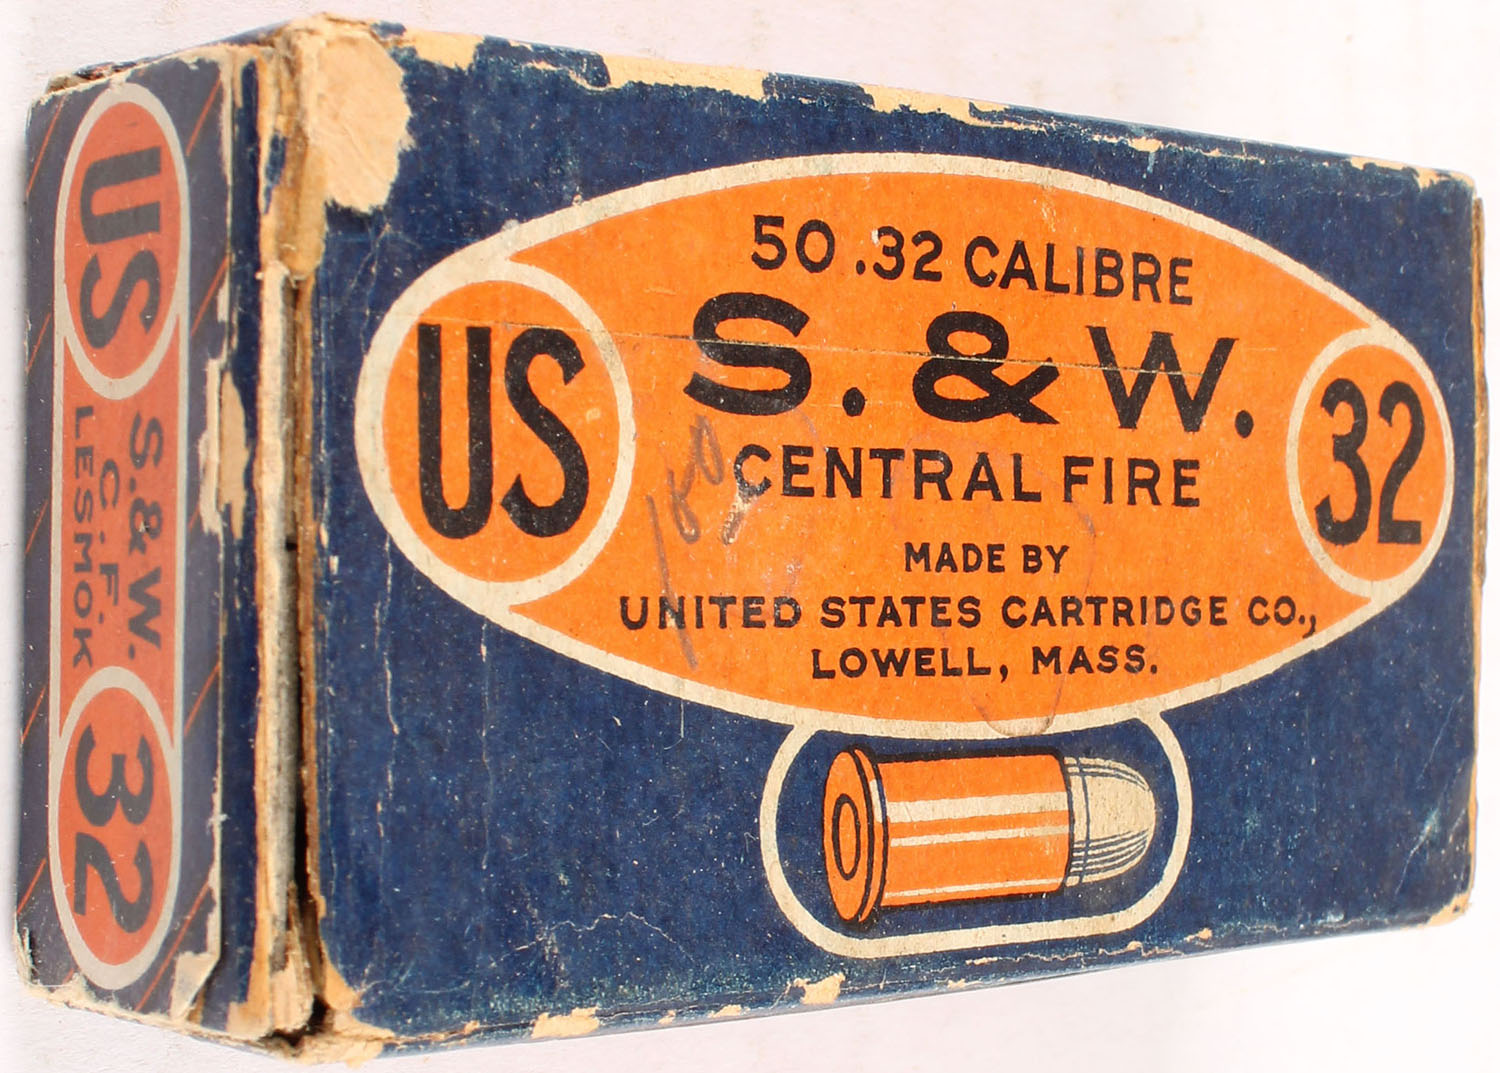 50 .32 CALIBRE
US
S. & W.
32
CENTRAL FIRE
MADE BY
UNITED STATES CARTRIDGE CO.,
LOWELL, MASS.
US
S. & W.
C. F.
LESMOK
32